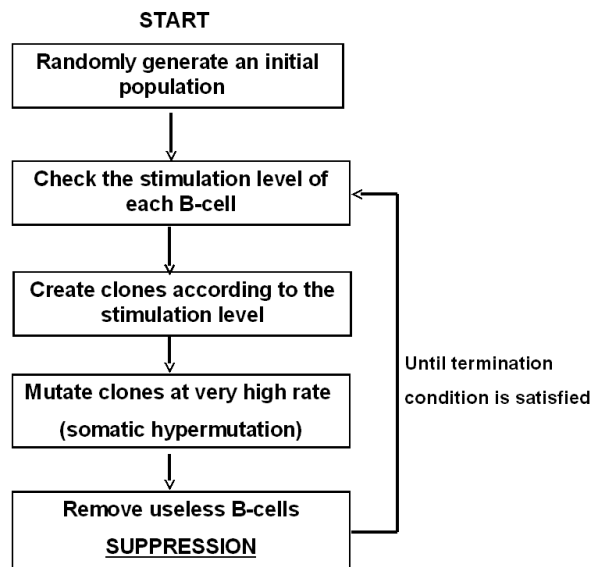 START
Randomly generate an initial
population
Check the stimulation level of
each B-cell
Create clones according to the
stimulation level
Mutate clones at very high rate
(somatic hypermutation)
Remove useless B-cells
SUPPRESSION
Until termination
condition is satisfied